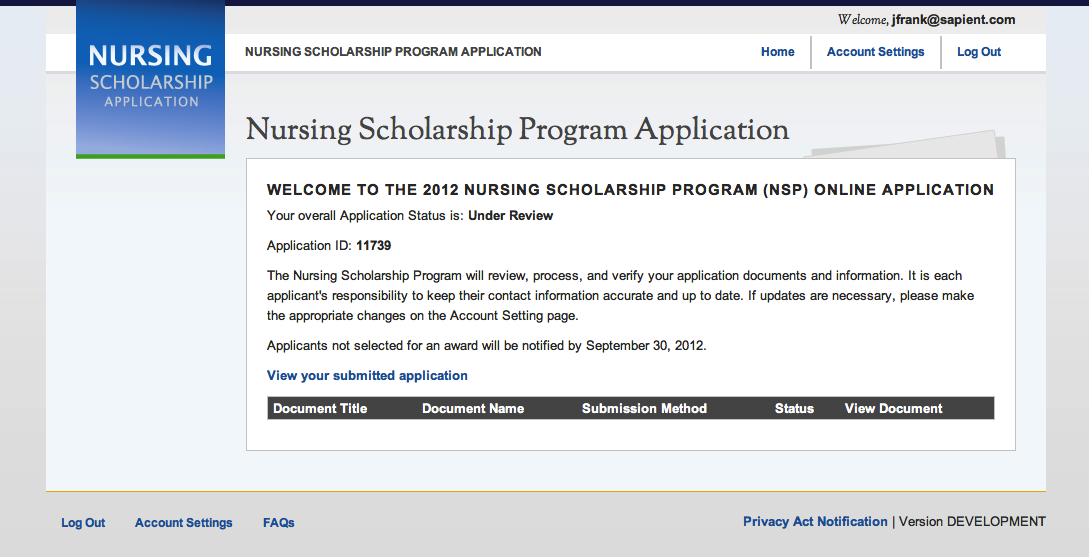 Welcome, jfrank@sapient.com
NURSING
SCHOLARSHIP
APPLICATION
NURSING SCHOLARSHIP PROGRAM APPLICATION
Home
Account Settings
Log Out
Nursing Scholarship Program Application
WELCOME TO THE 2012 NURSING SCHOLARSHIP PROGRAM (NSP) ONLINE APPLICATION
Your overall Application Status is: Under Review
Application ID: 11739
The Nursing Scholarship Program will review, process, and verify your application documents and information. It is each
applicant's responsibility to keep their contact information accurate and up to date. If updates are necessary, please make
the appropriate changes on the Account Setting page.
Applicants not selected for an award will be notified by September 30, 2012.
View your submitted application
Document Title Document Name Submission Method Status View Document
Log Out Account Settings FAQs
Privacy Act Notification | Version DEVELOPMENT